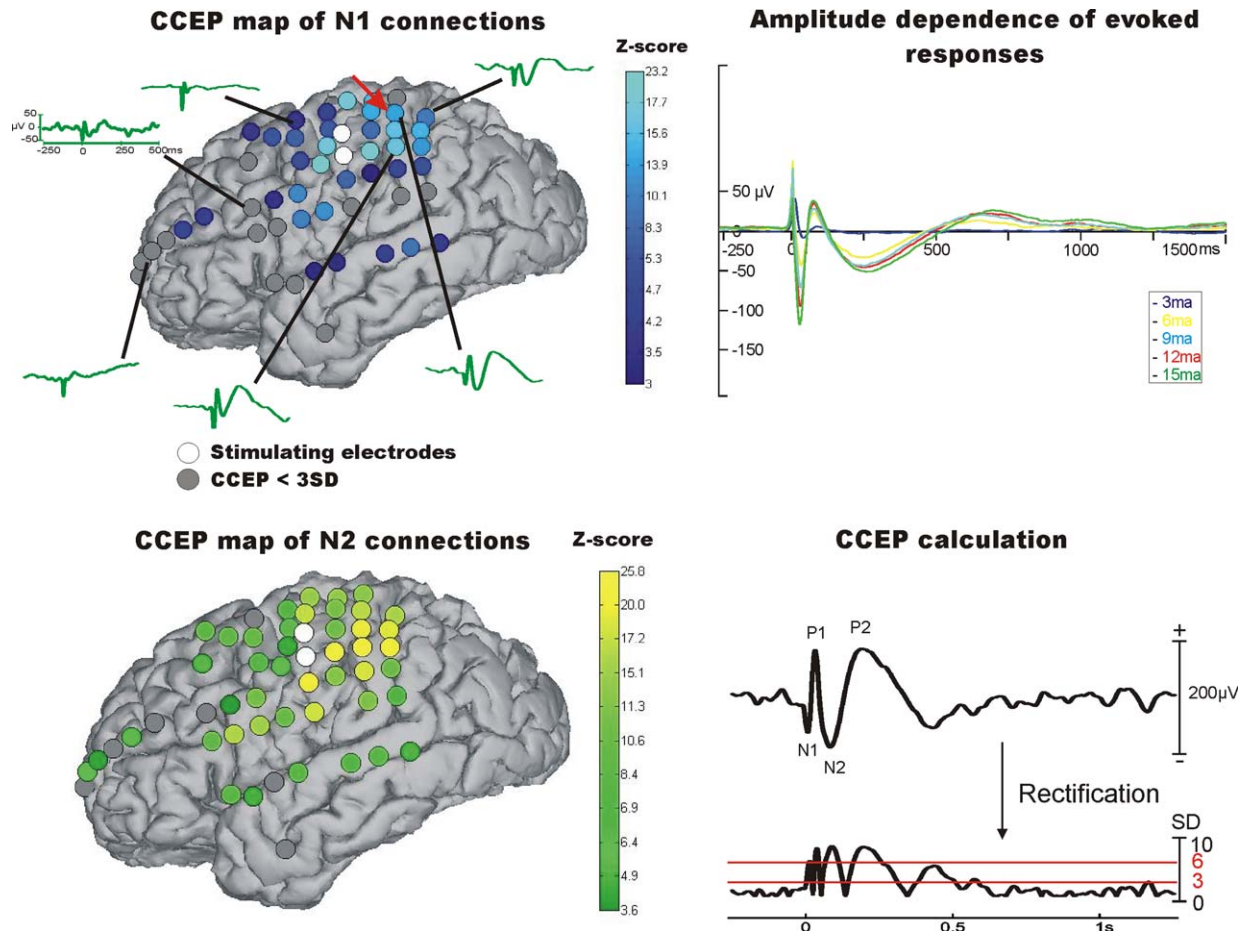 CCEP map of N1 connections
Z-score
23.2
17.7
15.6
13.9
10.1
8.3
5.3
4.7
4.2
3.5
3
50
µV 0
-50
-250 0 250 500ms
Stimulating electrodes
CCEP < 3SD
Amplitude dependence of evoked
responses
50 µV
0
-250 0 500 1000 1500ms
-50
-100
-150
- 3ma
- 6ma
- 9ma
- 12ma
- 15ma
CCEP map of N2 connections
Z-score
25.8
20.0
17.2
15.1
11.3
10.6
8.4
6.9
6.4
4.4
3.6
CCEP calculation
P1 P2
+
200µV
-
N1
N2
Rectification
SD
10
6
3
0
0 0.5 1s